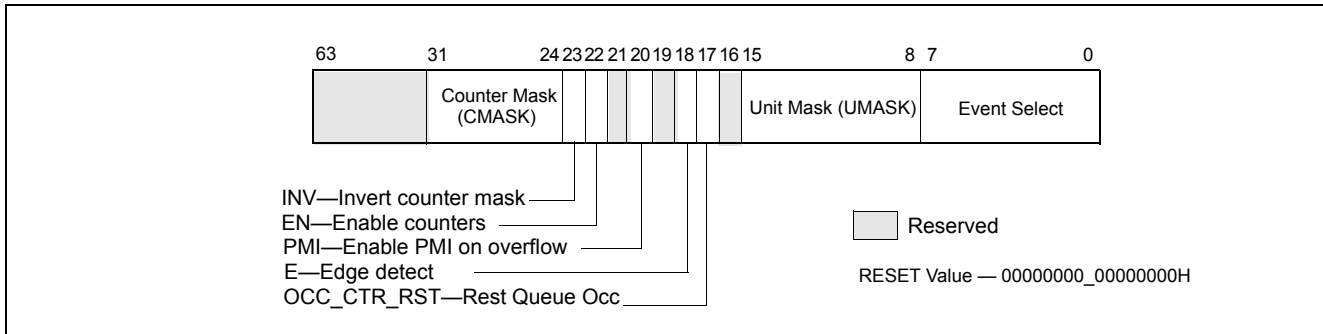 63 31 24 23 22 21 20 19 18 17 16 15 8 7 0
Counter Mask
(CMASK)
Unit Mask (UMASK)
Event Select
INV—Invert counter mask
EN—Enable counters
PMI—Enable PMI on overflow
E—Edge detect
OCC_CTR_RST—Rest Queue Occ
Reserved
RESET Value — 00000000_00000000H